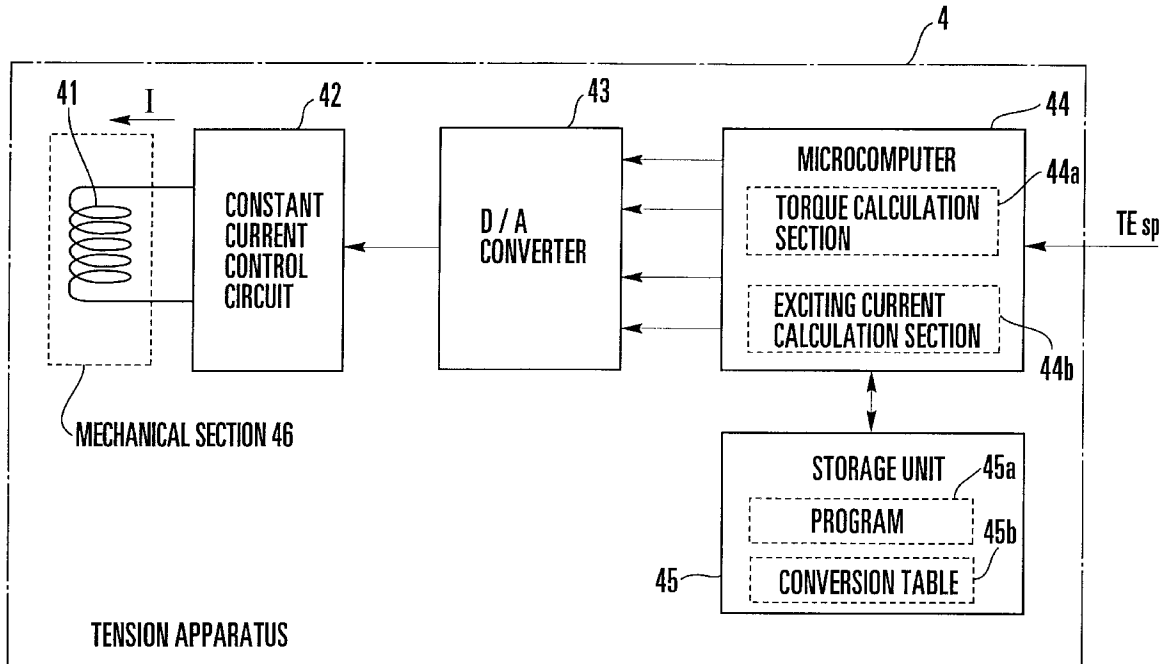 4
41
I
42
43
44
CONSTANT
CURRENT
CONTROL
CIRCUIT
D / A
CONVERTER
MICROCOMPUTER
44a
TORQUE CALCULATION
SECTION
TE sp
EXCITING CURRENT
CALCULATION SECTION
44b
MECHANICAL SECTION 46
STORAGE UNIT
45a
PROGRAM
45b
45
CONVERSION TABLE
TENSION APPARATUS